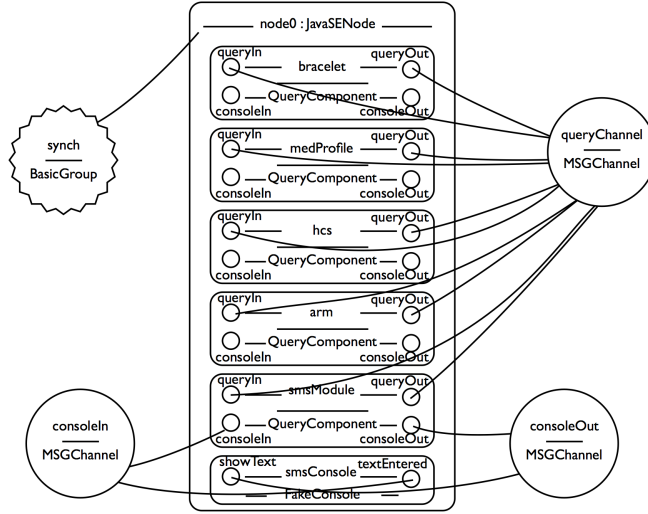 node0 : JavaSENode
queryIn queryOut
bracelet
QueryComponent
consoleIn consoleOut
queryIn queryOut
medProfile
QueryComponent
consoleIn consoleOut
queryIn queryOut
hcs
QueryComponent
consoleIn consoleOut
queryIn queryOut
arm
QueryComponent
consoleIn consoleOut
queryIn queryOut
smsModule
QueryComponent
consoleIn consoleOut
showText textEntered
smsConsole
FakeConsole
synch
BasicGroup
queryChannel
MSGChannel
consoleIn
MSGChannel
consoleOut
MSGChannel